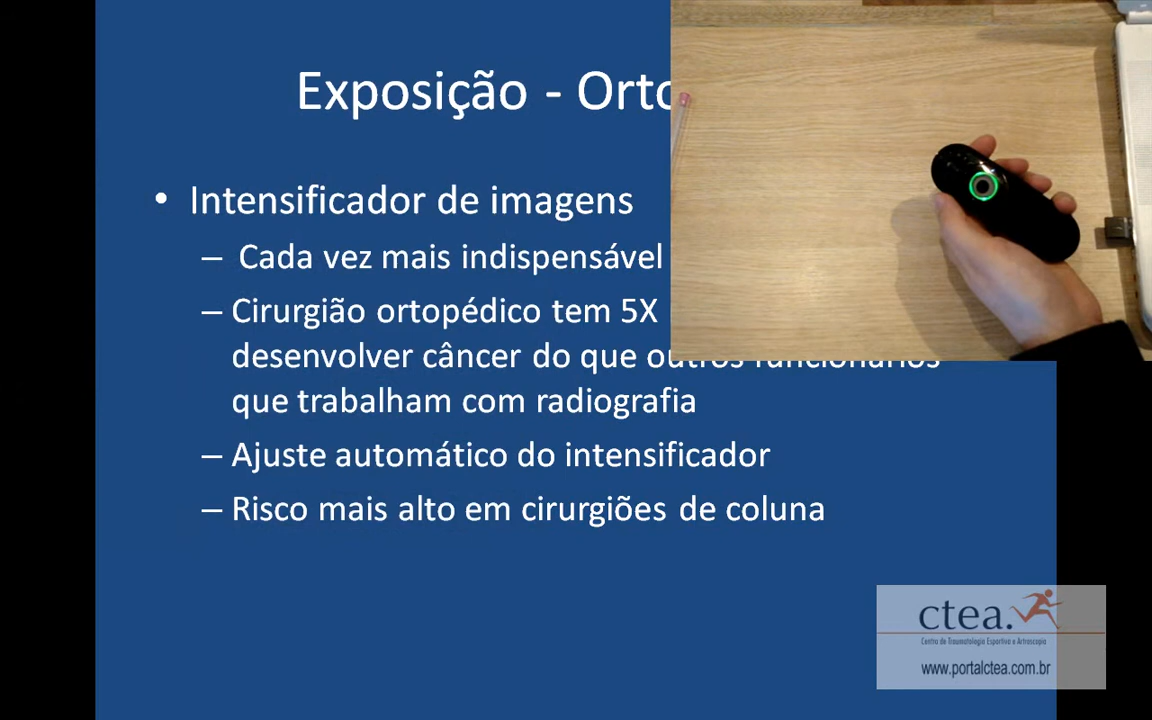 Exposição - Orto
• Intensificador de imagens
– Cada vez mais indispensável
– Cirurgião ortopédico tem 5X
desenvolver câncer do que outros funcionários
que trabalham com radiografia
– Ajuste automático do intensificador
– Risco mais alto em cirurgiões de coluna
ctea.
Centro de Traumatologia Esportiva e Artroscopia
www.portalctea.com.br